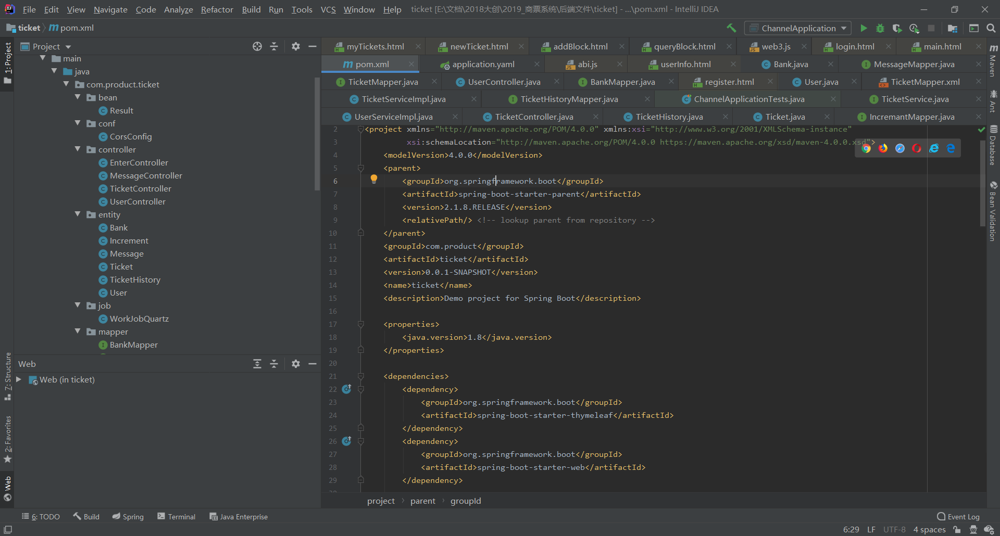 File Edit View Navigate Code Analyze Refactor Build Run Tools VCS Window Help ticket [E:\文档\2018大创\2019_商票系统\后端文件\ticket] - ...\pom.xml - IntelliJ IDEA
ticket pom.xml ChannelApplication
1: Project
Project
main
java
com.product.ticket
bean
Result
conf
CorsConfig
controller
EnterController
MessageController
TicketController
UserController
entity
Bank
Increment
Message
Ticket
TicketHistory
User
job
WorkJobQuartz
mapper
BankMapper
Web
Web (in ticket)
7: Structure
2: Favorites
Web
myTickets.html newTicket.html addBlock.html queryBlock.html web3.js login.html main.html
pom.xml application.yaml abi.js userInfo.html Bank.java MessageMapper.java
TicketMapper.java UserController.java BankMapper.java register.html User.java TicketMapper.xml
TicketServiceImpl.java TicketHistoryMapper.java ChannelApplicationTests.java TicketService.java
UserServiceImpl.java TicketController.java TicketHistory.java Ticket.java IncremantMapper.java
2 <project xmlns="http://maven.apache.org/POM/4.0.0" xmlns:xsi="http://www.w3.org/2001/XMLSchema-instance"
3 xsi:schemaLocation="http://maven.apache.org/POM/4.0.0 https://maven.apache.org/xsd/maven-4.0.0.xsd">
4 <modelVersion>4.0.0</modelVersion>
5 <parent>
6 <groupId>org.springframework.boot</groupId>
7 <artifactId>spring-boot-starter-parent</artifactId>
8 <version>2.1.8.RELEASE</version>
9 <relativePath/> <!-- lookup parent from repository -->
10 </parent>
11 <groupId>com.product</groupId>
12 <artifactId>ticket</artifactId>
13 <version>0.0.1-SNAPSHOT</version>
14 <name>ticket</name>
15 <description>Demo project for Spring Boot</description>
16
17 <properties>
18 <java.version>1.8</java.version>
19 </properties>
20
21 <dependencies>
22 <dependency>
23 <groupId>org.springframework.boot</groupId>
24 <artifactId>spring-boot-starter-thymeleaf</artifactId>
25 </dependency>
26 <dependency>
27 <groupId>org.springframework.boot</groupId>
28 <artifactId>spring-boot-starter-web</artifactId>
29 </dependency>
project parent groupId
Maven
Ant
Database
Bean Validation
6: TODO Build Spring Terminal Java Enterprise Event Log
6:29 LF UTF-8 4 spaces